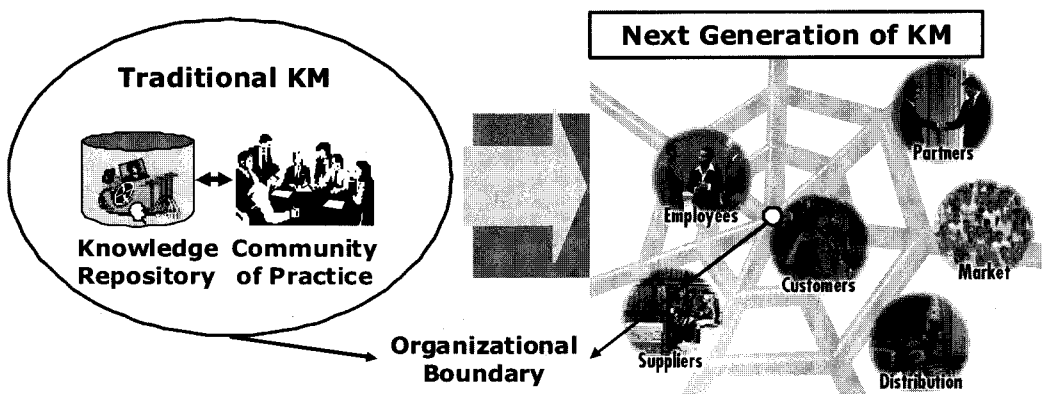 Traditional KM
Knowledge
Repository
Community
of Practice
Organizational
Boundary
Next Generation of KM
Partners
Employees
Customers
Market
Suppliers
Distribution